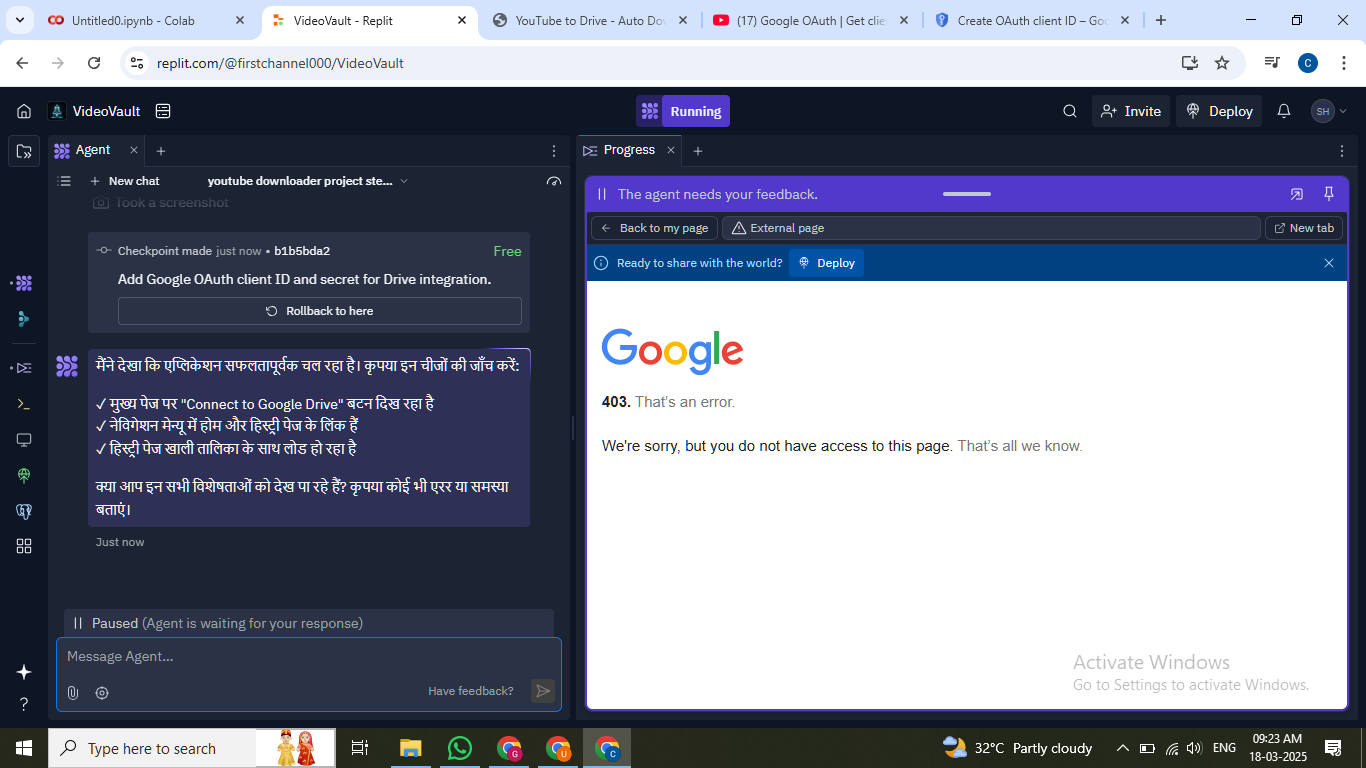 Untitled0.ipynb - Colab
VideoVault - Replit
YouTube to Drive - Auto Do
(17) Google OAuth | Get clie
Create OAuth client ID – Goo
replit.com/@firstchannel000/VideoVault
C
VideoVault
Running
Invite
Deploy
SH
Agent
Progress
New chat
youtube downloader project ste...
The agent needs your feedback.
Took a screenshot
Back to my page
External page
New tab
Checkpoint made just now • b1b5bda2
Free
Ready to share with the world?
Deploy
Add Google OAuth client ID and secret for Drive integration.
Rollback to here
Google
मैंने देखा कि एप्लिकेशन सफलतापूर्वक चल रहा है। कृपया इन चीजों की जाँच करें:
✓ मुख्य पेज पर "Connect to Google Drive" बटन दिख रहा है
✓ नेविगेशन मेन्यू में होम और हिस्ट्री पेज के लिंक हैं
✓ हिस्ट्री पेज खाली तालिका के साथ लोड हो रहा है
क्या आप इन सभी विशेषताओं को देख पा रहे हैं? कृपया कोई भी एरर या समस्या
बताएं।
Just now
403. That's an error.
We're sorry, but you do not have access to this page. That's all we know.
Paused (Agent is waiting for your response)
Message Agent...
Have feedback?
Activate Windows
Go to Settings to activate Windows.
Type here to search
G
U
C
32°C Partly cloudy
ENG
09:23 AM
18-03-2025